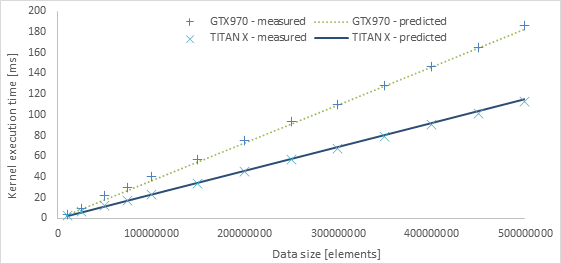 200
180
160
140
120
100
80
60
40
20
0
Kernel execution time [ms]
GTX970 - measured
GTX970 - predicted
TITAN X - measured
TITAN X - predicted
0
100000000
200000000
300000000
400000000
500000000
Data size [elements]